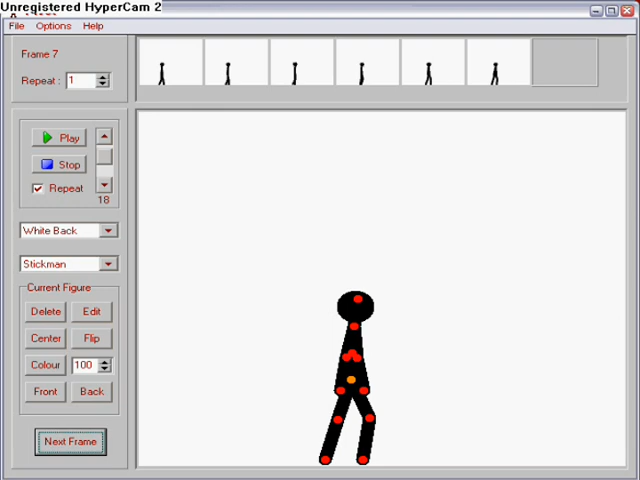 Unregistered HyperCam 2
File Options Help
Frame 7
Repeat : 1
Play
Stop
Repeat
18
White Back
Stickman
Current Figure
Delete Edit
Center Flip
Colour 100
Front Back
Next Frame